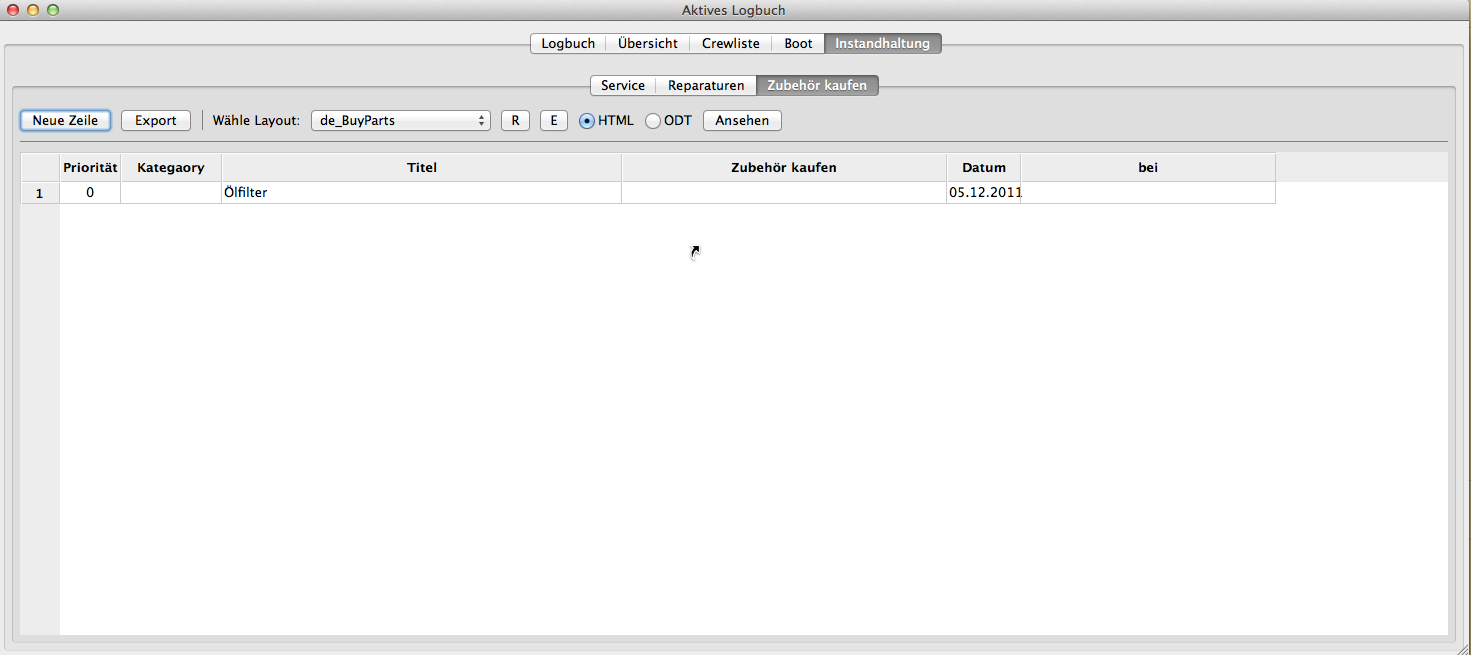 Aktives Logbuch
Logbuch Übersicht Crewliste Boot Instandhaltung
Service Reparaturen Zubehör kaufen
Neue Zeile Export Wähle Layout: de_BuyParts R E HTML ODT Ansehen
Priorität Kategaory Titel Zubehör kaufen Datum bei
1 0 Ölfilter 05.12.2011